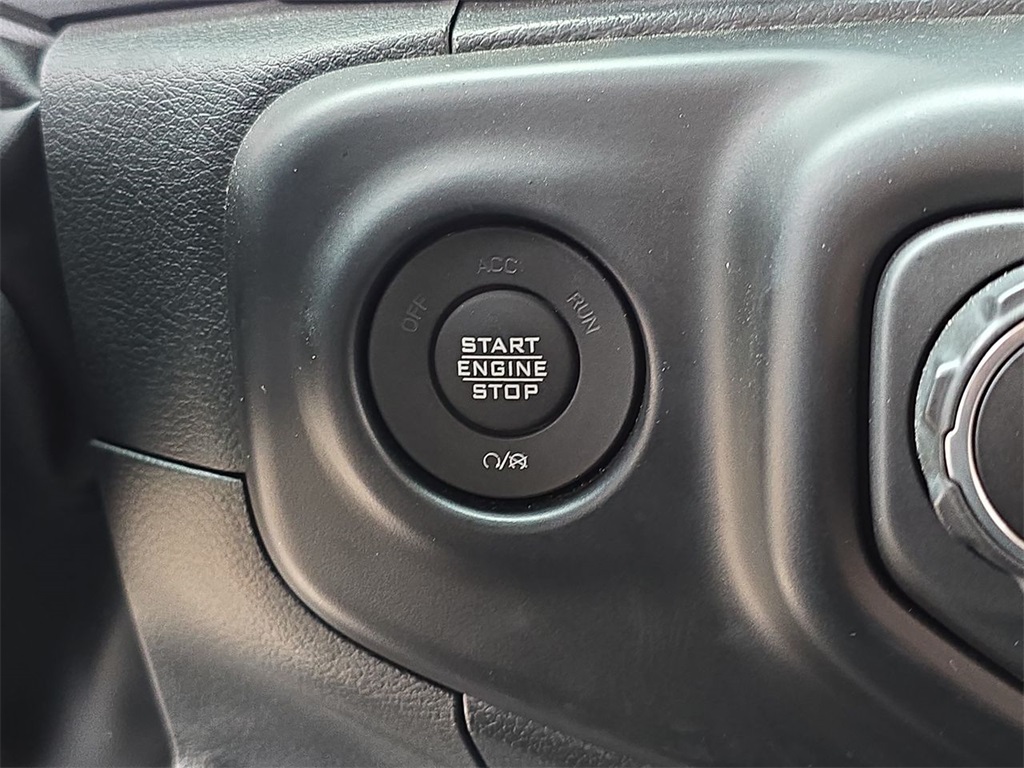 ACC
OFF
RUN
START
ENGINE
STOP